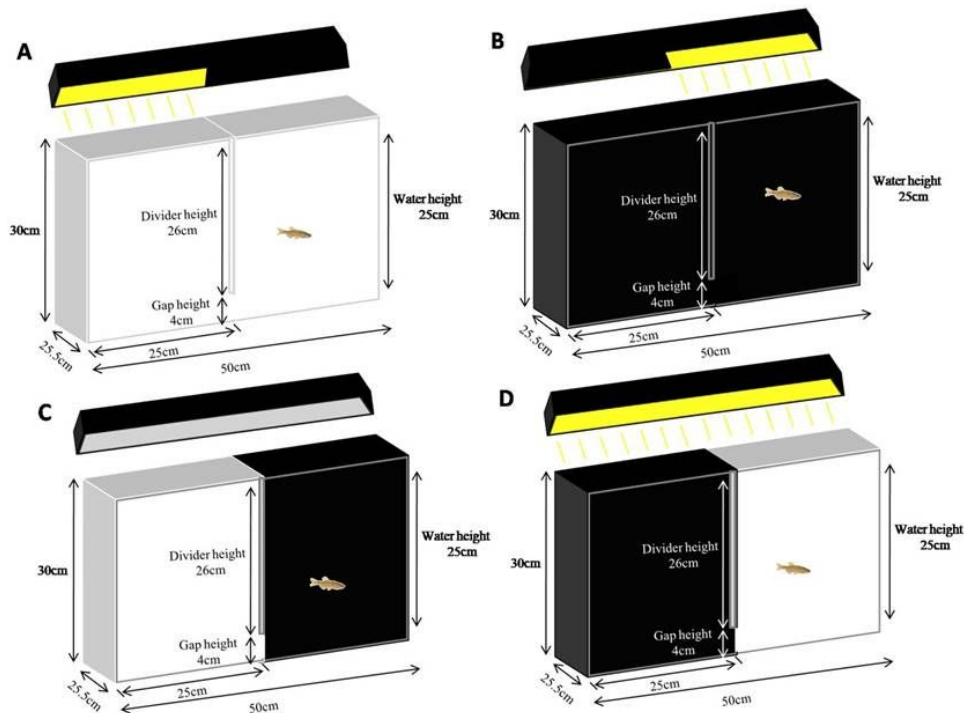 A
30cm
Divider height
26cm
Gap height
4cm
Water height
25cm
25.5cm
25cm
50cm
B
30cm
Divider height
26cm
Gap height
4cm
Water height
25cm
25.5cm
25cm
50cm
C
30cm
Divider height
26cm
Gap height
4cm
Water height
25cm
25.5cm
25cm
50cm
D
30cm
Divider height
26cm
Gap height
4cm
Water height
25cm
25.5cm
25cm
50cm